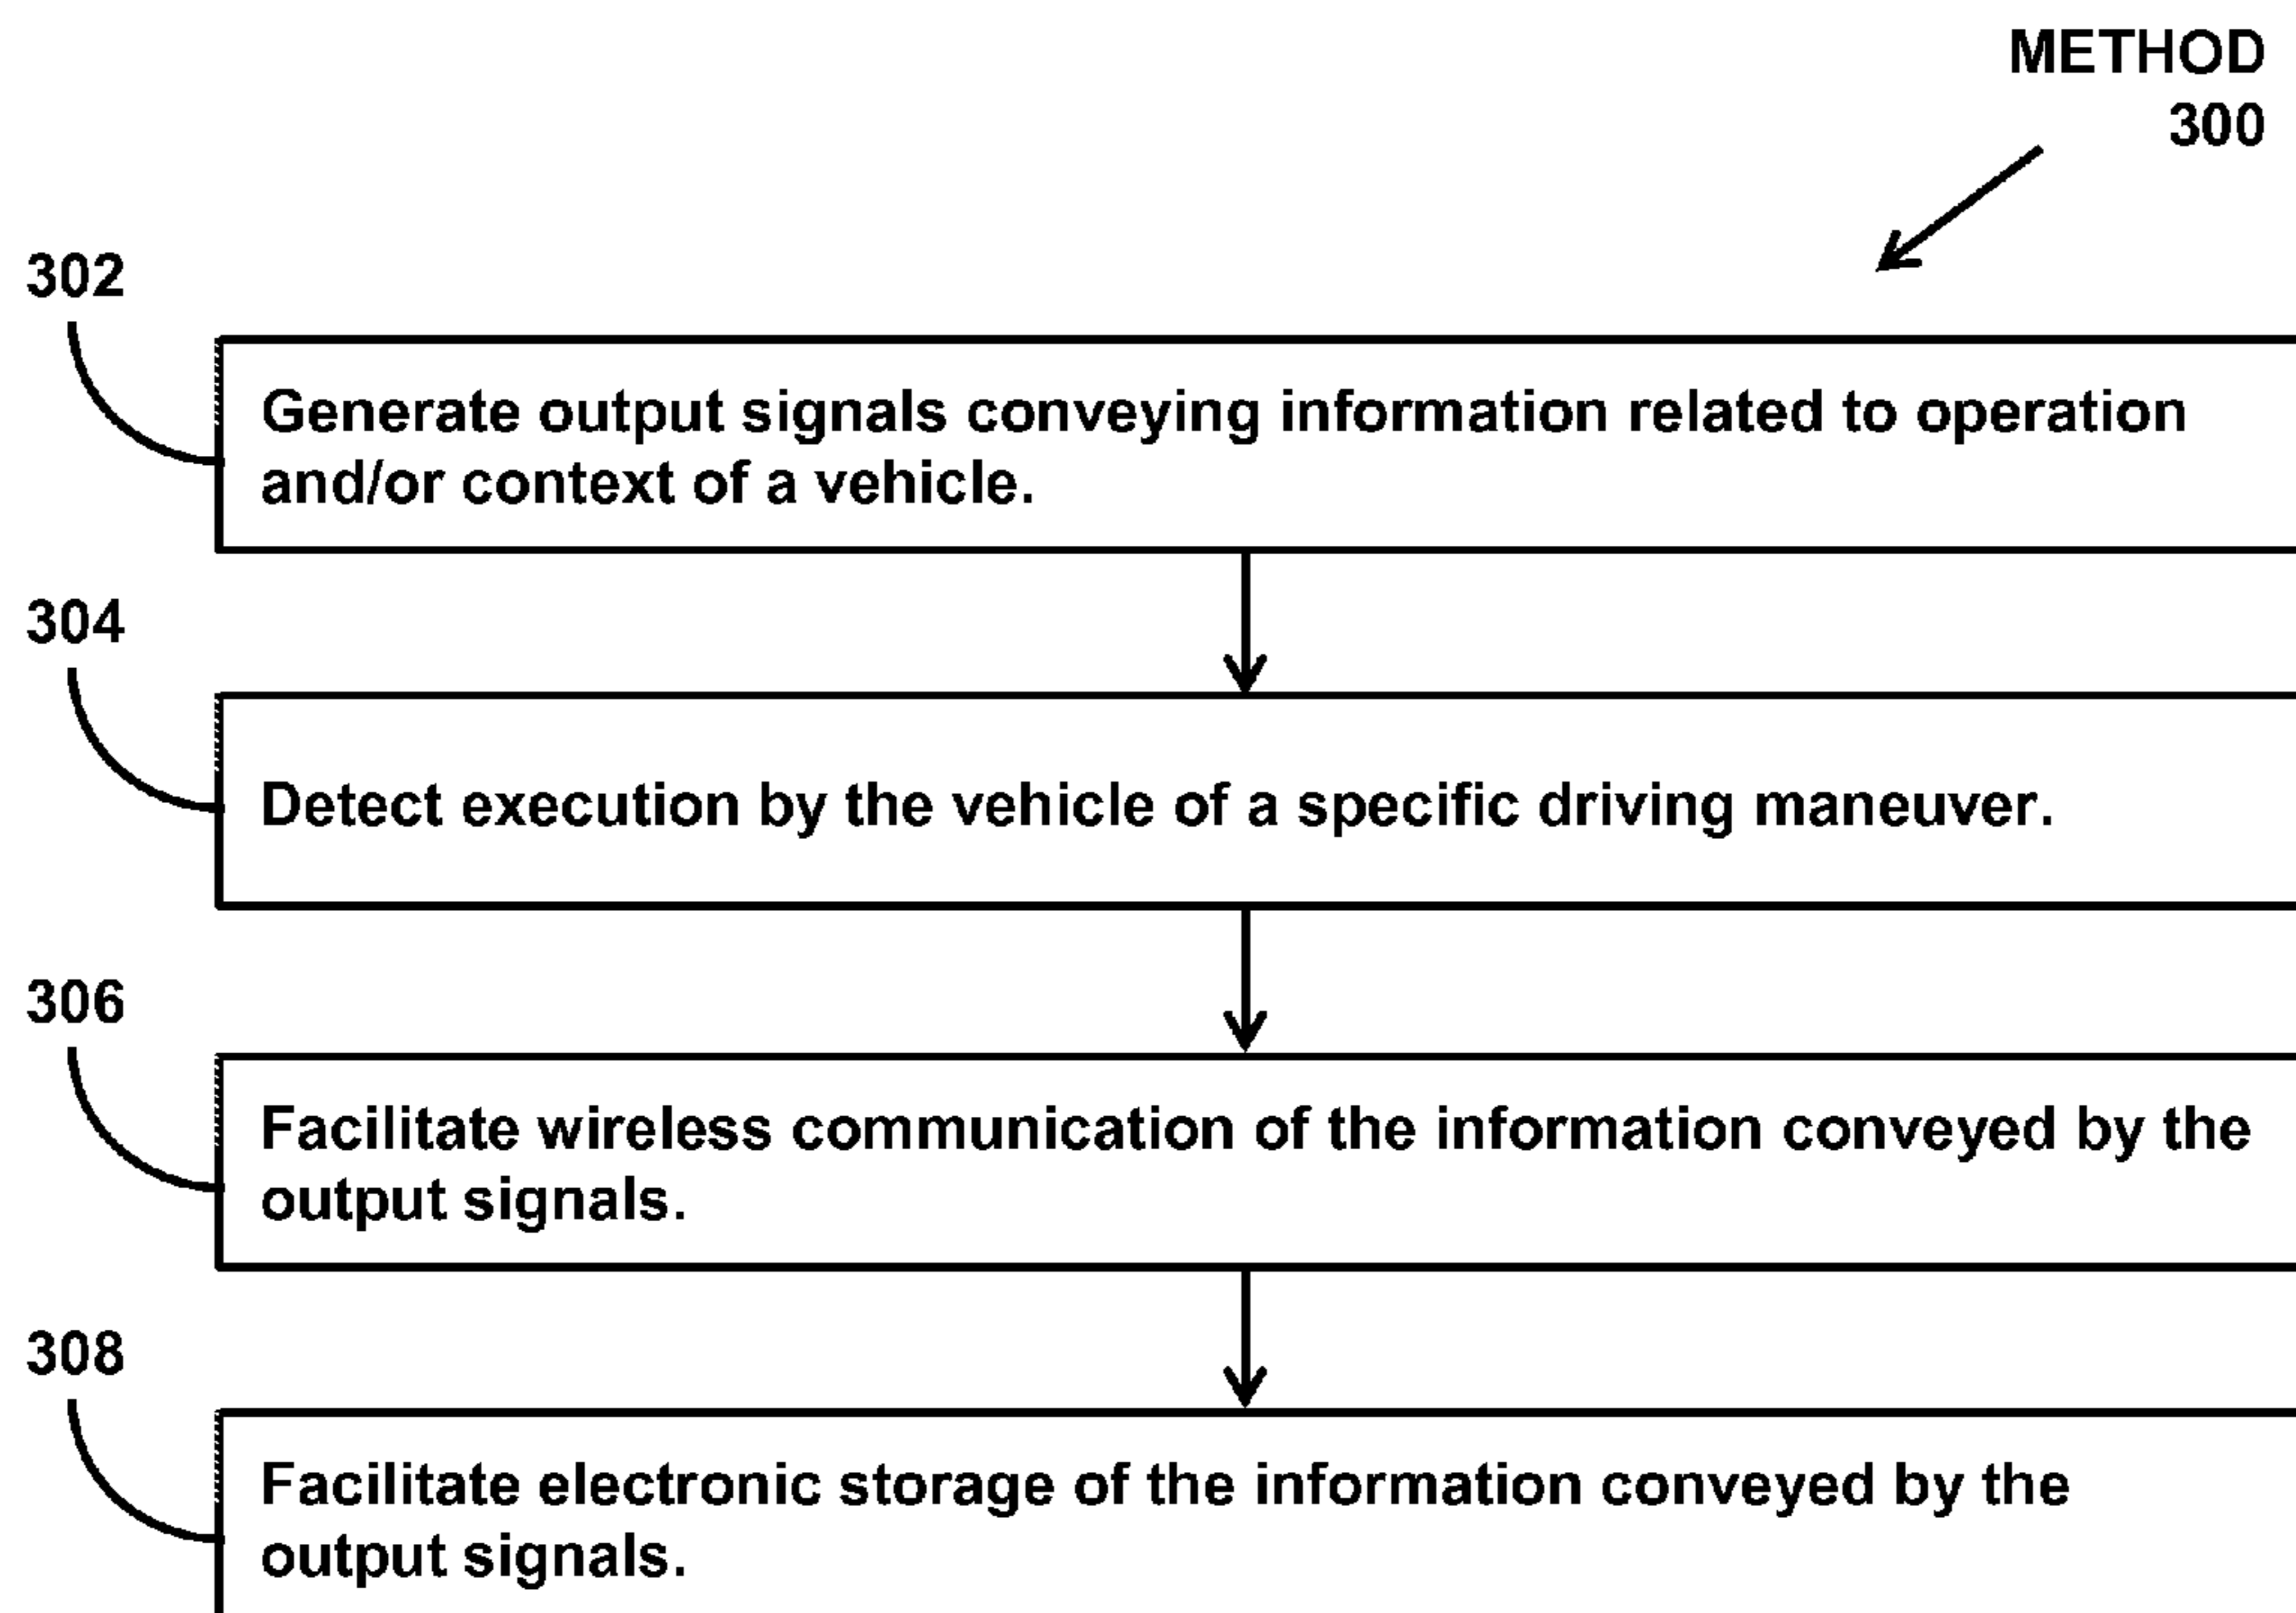 METHOD
300
302
Generate output signals conveying information related to operation
and/or context of a vehicle.
304
Detect execution by the vehicle of a specific driving maneuver.
306
Facilitate wireless communication of the information conveyed by the
output signals.
308
Facilitate electronic storage of the information conveyed by the
output signals.